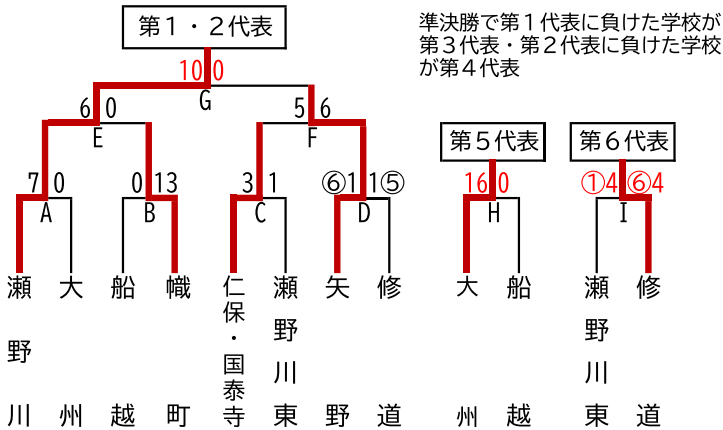 第１・２代表
準決勝で第１代表に負けた学校が
第３代表・第２代表に負けた学校
が第４代表
10 0
G
6 0
5 6
E
F
第５代表
第６代表
7 0
0 13
3 1
⑥1 1⑤
16 0
①4 ⑥4
A
B
C
D
H
I
瀬野川
大州
船越
幟町
仁保・国泰寺
瀬野川東
矢野
修道
大州
船越
瀬野川東
修道